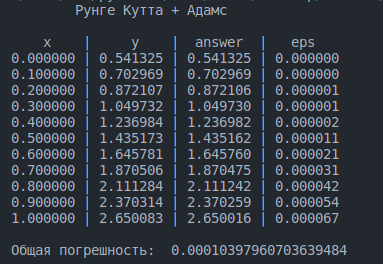 Рунге Кутта + Адамс
x | y | answer | eps
0.000000 | 0.541325 | 0.541325 | 0.000000
0.100000 | 0.702969 | 0.702969 | 0.000000
0.200000 | 0.872107 | 0.872106 | 0.000001
0.300000 | 1.049732 | 1.049730 | 0.000001
0.400000 | 1.236984 | 1.236982 | 0.000002
0.500000 | 1.435173 | 1.435162 | 0.000011
0.600000 | 1.645781 | 1.645760 | 0.000021
0.700000 | 1.870506 | 1.870475 | 0.000031
0.800000 | 2.111284 | 2.111242 | 0.000042
0.900000 | 2.370314 | 2.370259 | 0.000054
1.000000 | 2.650083 | 2.650016 | 0.000067
Общая погрешность: 0.00010397960703639484